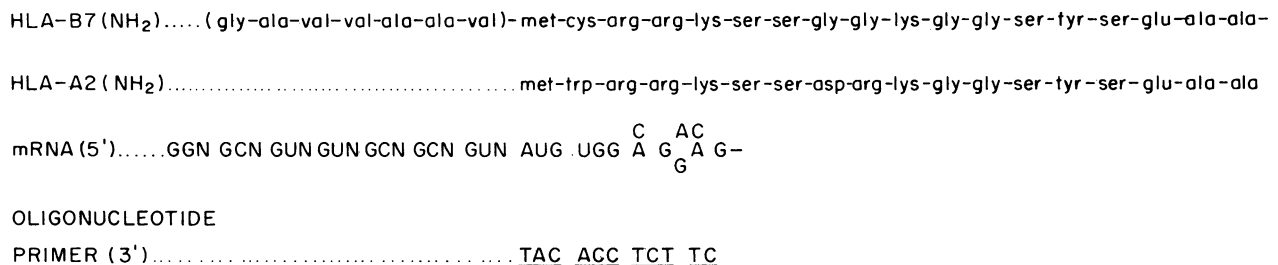 HLA-B7(NH₂).....(gly-ala-val-val-ala-ala-val)-met-cys-arg-arg-lys-ser-ser-gly-gly-lys-gly-gly-ser-tyr-ser-glu-ala-ala-
HLA-A2(NH₂)..........................................met-trp-arg-arg-lys-ser-ser-asp-arg-lys-gly-gly-ser-tyr-ser-glu-ala-ala
C AC
mRNA(5')......GGN GCN GUN GUN GCN GCN GUN AUG UGG A G A G-
G
OLIGONUCLEOTIDE
PRIMER (3')..........................................TAC ACC TCT TC